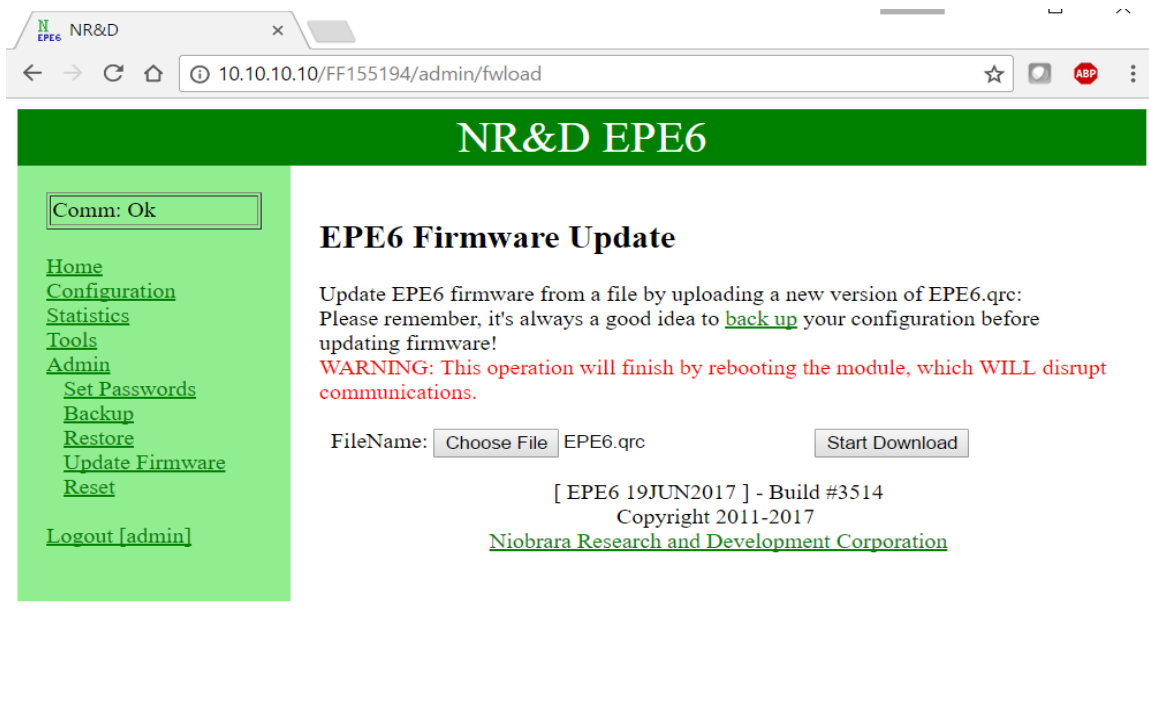 N
EPE6 NR&D
10.10.10.10/FF155194/admin/fwload
ABP
NR&D EPE6
Comm: Ok
Home
Configuration
Statistics
Tools
Admin
Set Passwords
Backup
Restore
Update Firmware
Reset
Logout [admin]
EPE6 Firmware Update
Update EPE6 firmware from a file by uploading a new version of EPE6.qrc:
Please remember, it's always a good idea to back up your configuration before
updating firmware!
WARNING: This operation will finish by rebooting the module, which WILL disrupt
communications.
FileName: Choose File EPE6.qrc Start Download
[ EPE6 19JUN2017 ] - Build #3514
Copyright 2011-2017
Niobrara Research and Development Corporation